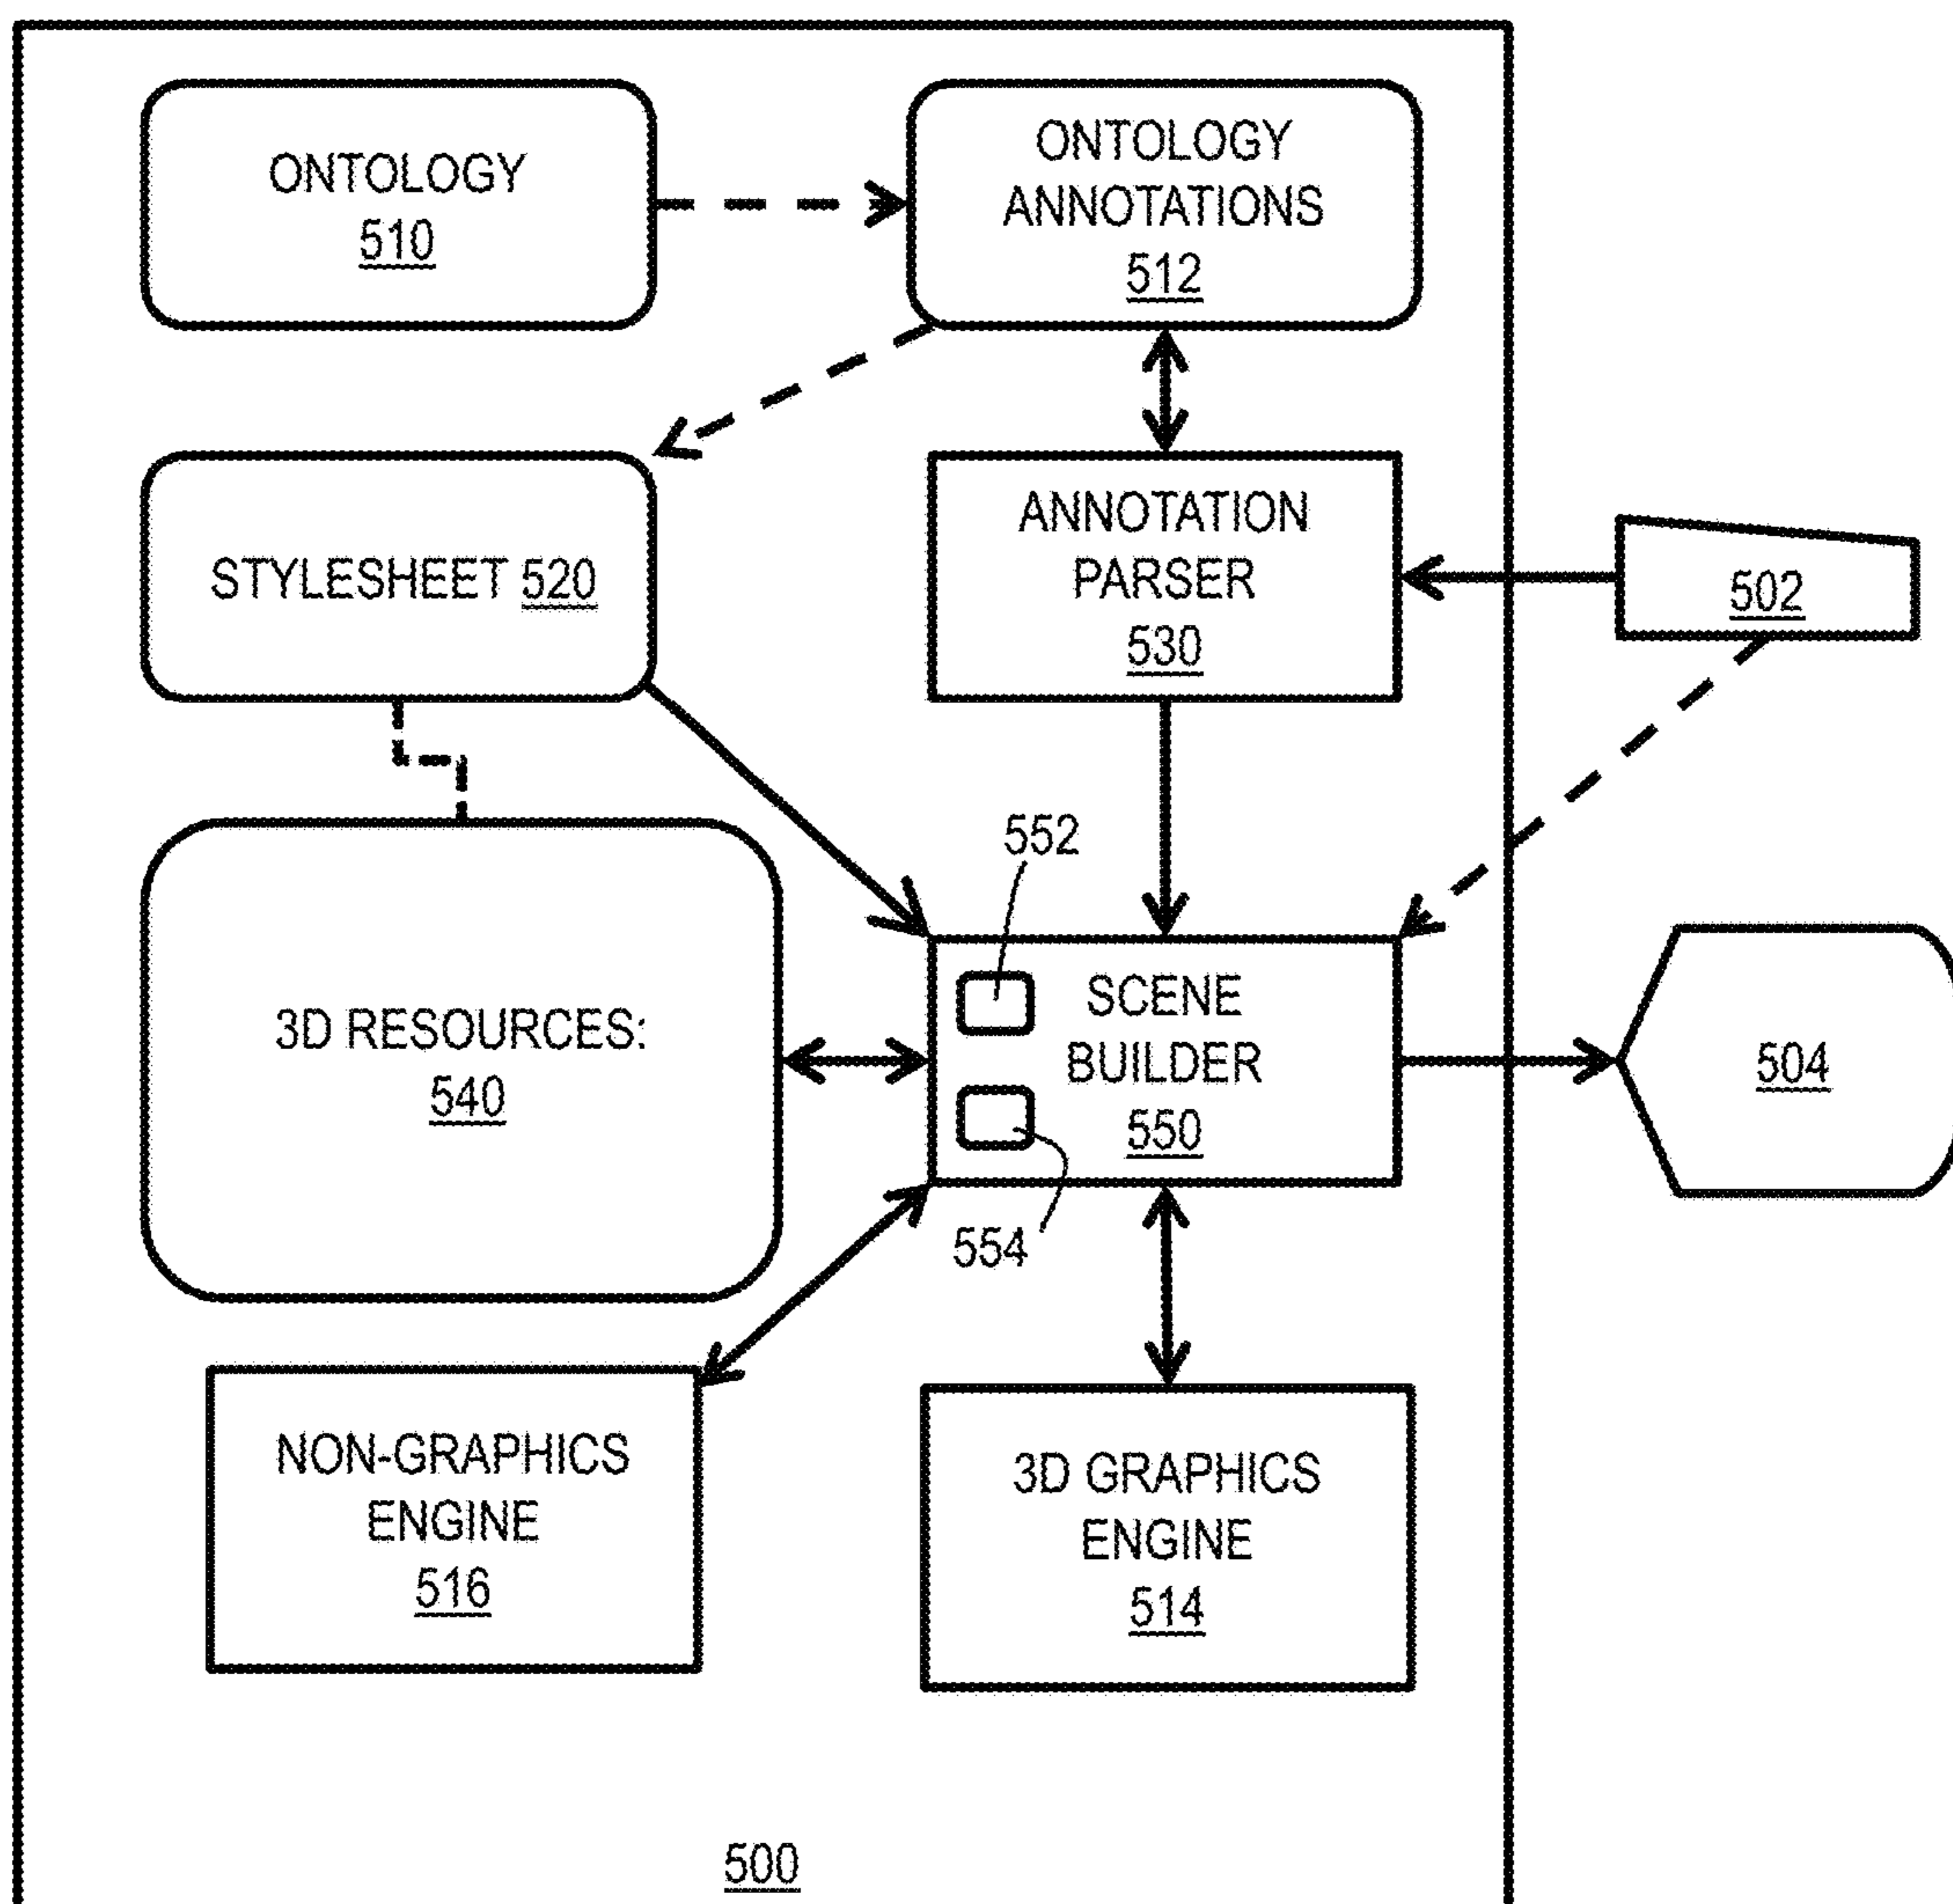 ONTOLOGY
510
ONTOLOGY
ANNOTATIONS
512
STYLESHEET 520
ANNOTATION
PARSER
530
502
552
3D RESOURCES:
540
SCENE
BUILDER
550
504
554
NON-GRAPHICS
ENGINE
516
3D GRAPHICS
ENGINE
514
500